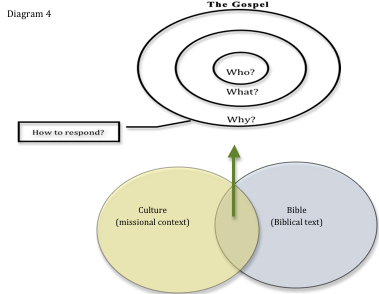 The Gospel
Diagram 4
Who?
What?
Why?
How to respond?
Culture
(missional context)
Bible
(Biblical text)